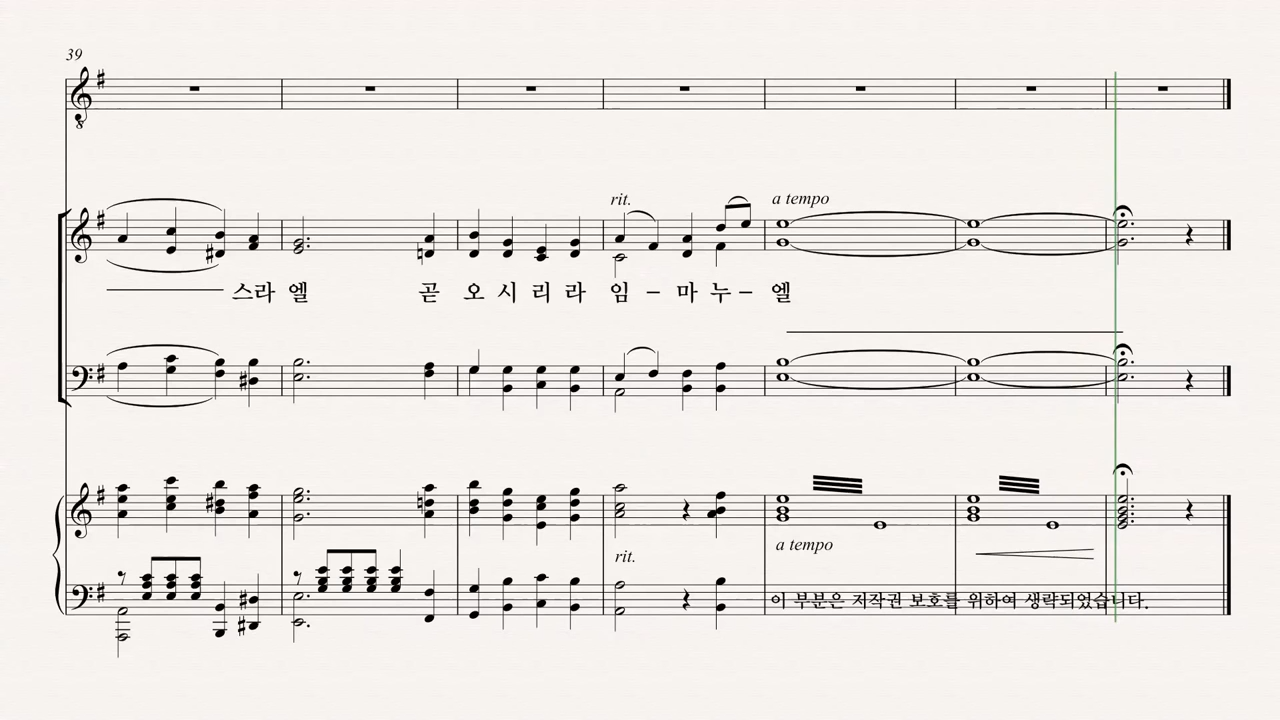 39
rit.
a tempo
스라 엘 곧 오 시 리 라 임 – 마 누 – 엘
rit.
a tempo
이 부분은 저작권 보호를 위하여 생략되었습니다.